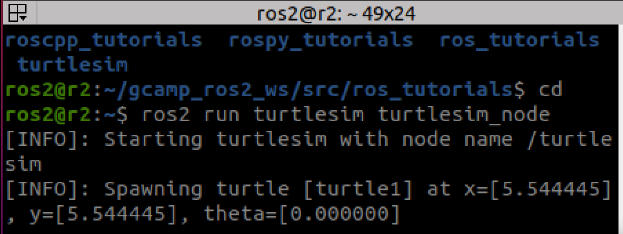 ros2@r2: ~ 49x24
roscpp_tutorials rospy_tutorials ros_tutorials
turtlesim
ros2@r2:~/gcamp_ros2_ws/src/ros_tutorials$ cd
ros2@r2:~$ ros2 run turtlesim turtlesim_node
[INFO]: Starting turtlesim with node name /turtle
sim
[INFO]: Spawning turtle [turtle1] at x=[5.544445]
, y=[5.544445], theta=[0.000000]